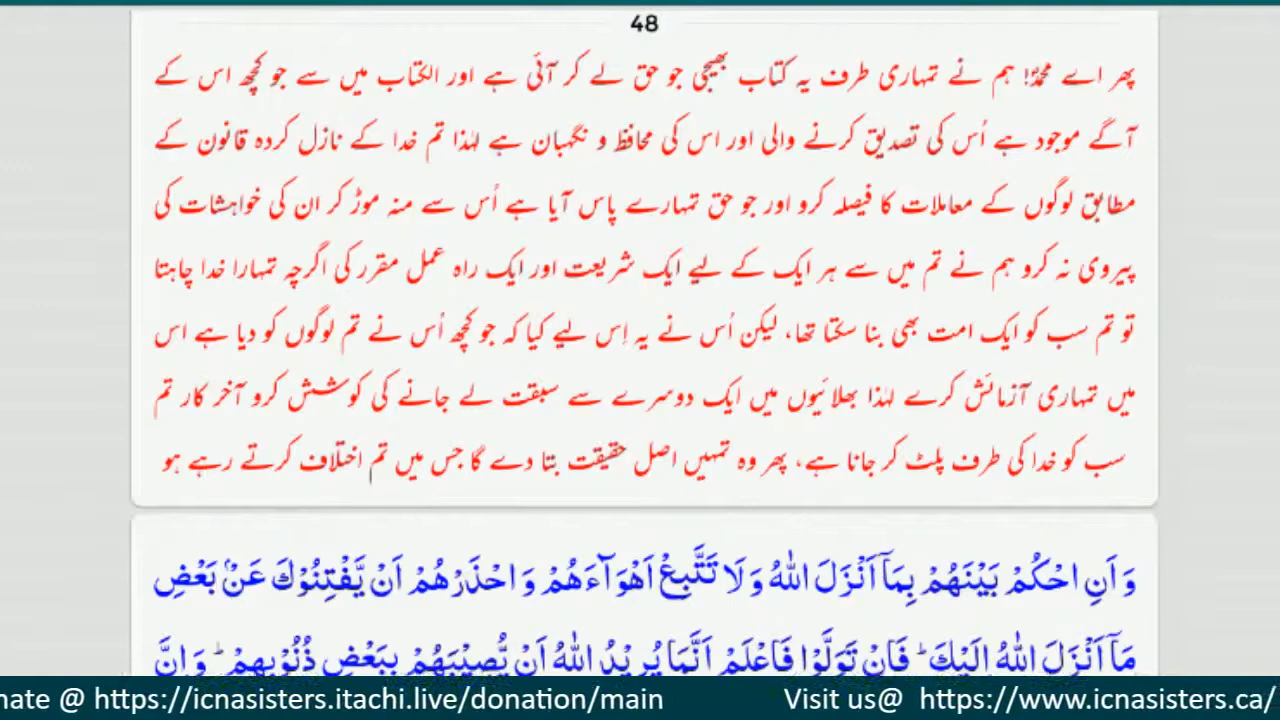 48
پھر اے محمدؐ! ہم نے تمہاری طرف یہ کتاب بھیجی جو حق لے کر آئی ہے اور الکتاب میں سے جو کچھ اس کے
آگے موجود ہے اُس کی تصدیق کرنے والی اور اس کی محافظ و نگہبان ہے لہٰذا تم خدا کے نازل کردہ قانون کے
مطابق لوگوں کے معاملات کا فیصلہ کرو اور جو حق تمہارے پاس آیا ہے اُس سے منہ موڑ کر ان کی خواہشات کی
پیروی نہ کرو ہم نے تم میں سے ہر ایک کے لیے ایک شریعت اور ایک راہ عمل مقرر کی اگرچہ تمہارا خدا چاہتا
تو تم سب کو ایک امت بھی بنا سکتا تھا، لیکن اُس نے یہ اِس لیے کیا کہ جو کچھ اُس نے تم لوگوں کو دیا ہے اس
میں تمہاری آزمائش کرے لہٰذا بھلائیوں میں ایک دوسرے سے سبقت لے جانے کی کوشش کرو آخر کار تم
سب کو خدا کی طرف پلٹ کر جانا ہے، پھر وہ تمہیں اصل حقیقت بتا دے گا جس میں تم اختلاف کرتے رہے ہو
وَ اَنِ احْكُمْ بَيْنَهُمْ بِمَاۤ اَنْزَلَ اللّٰهُ وَ لَا تَتَّبِعْ اَهْوَآءَهُمْ وَ احْذَرْهُمْ اَنْ يَّفْتِنُوْكَ عَنْۢ بَعْضِ
مَاۤ اَنْزَلَ اللّٰهُ اِلَيْكَ ؕ فَاِنْ تَوَلَّوْا فَاعْلَمْ اَنَّمَا يُرِيْدُ اللّٰهُ اَنْ يُّصِيْبَهُمْ بِبَعْضِ ذُنُوْبِهِمْ ؕ وَ اِنَّ
nate @ https://icnasisters.itachi.live/donation/main Visit us@ https://www.icnasisters.ca/